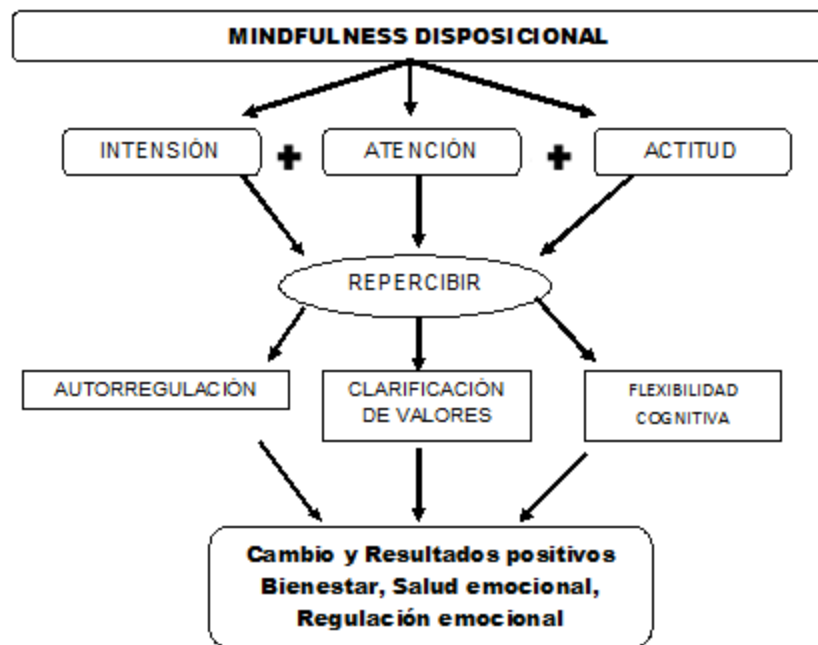 MINDFULNESS DISPOSICIONAL
INTENSIÓN + ATENCIÓN + ACTITUD
REPERCIBIR
AUTORREGULACIÓN
CLARIFICACIÓN
DE VALORES
FLEXIBILIDAD
COGNITIVA
Cambio y Resultados positivos
Bienestar, Salud emocional,
Regulación emocional